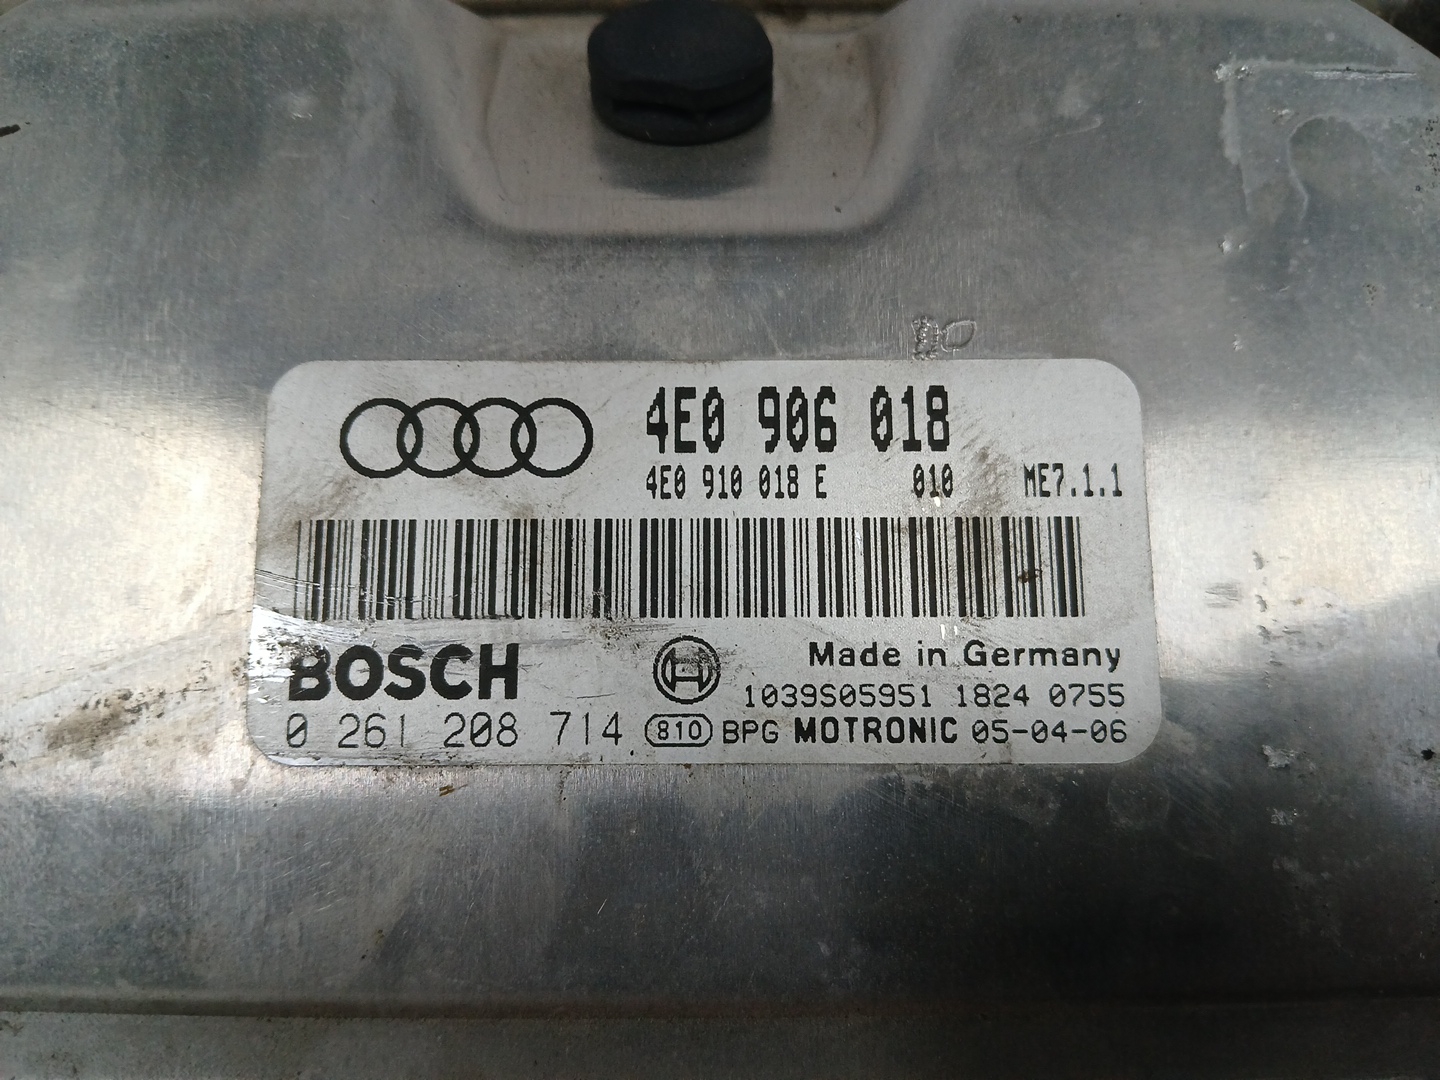 4E0 906 018
4E0 910 018 E 010 ME7.1.1
BOSCH
Made in Germany
1039S05951 1824 0755
0 261 208 714 810 BPG MOTRONIC 05-04-06